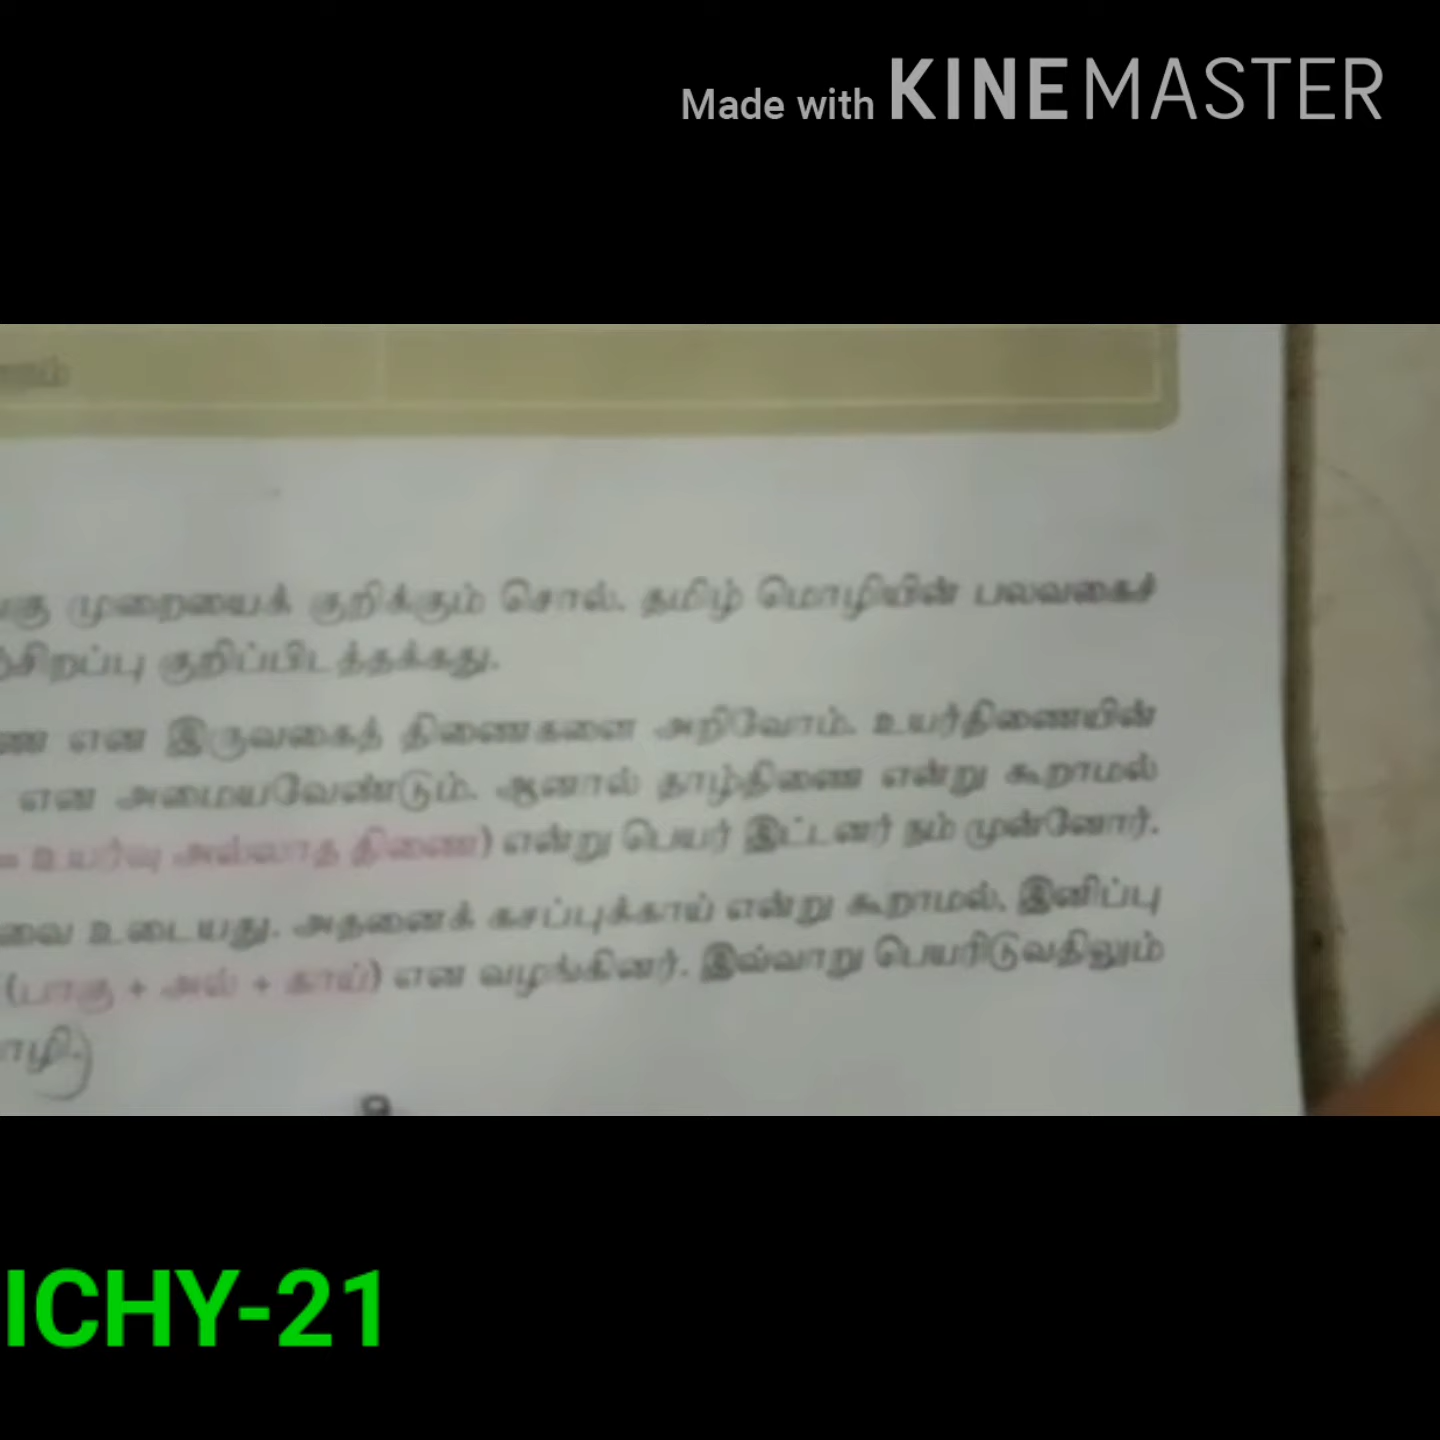 Made with KINEMASTER
முறையைக் குறிக்கும் சொல். தமிழ் மொழியின் பலவகைச்
குறிப்பிடத்தக்கது.
என இருவகைத் திணைகளை அறிவோம். உயர்திணையின்
என அமையவேண்டும். ஆனால் தாழ்திணை என்று கூறாமல்
= உயர்வு அல்லாத திணை) என்று பெயர் இட்டனர் நம் முன்னோர்.
உடையது. அதனைக் கசப்புக்காய் என்று கூறாமல், இனிப்பு
(பாகு + அல் + காய்) என வழங்கினர். இவ்வாறு பெயரிடுவதிலும்
9
ICHY-21